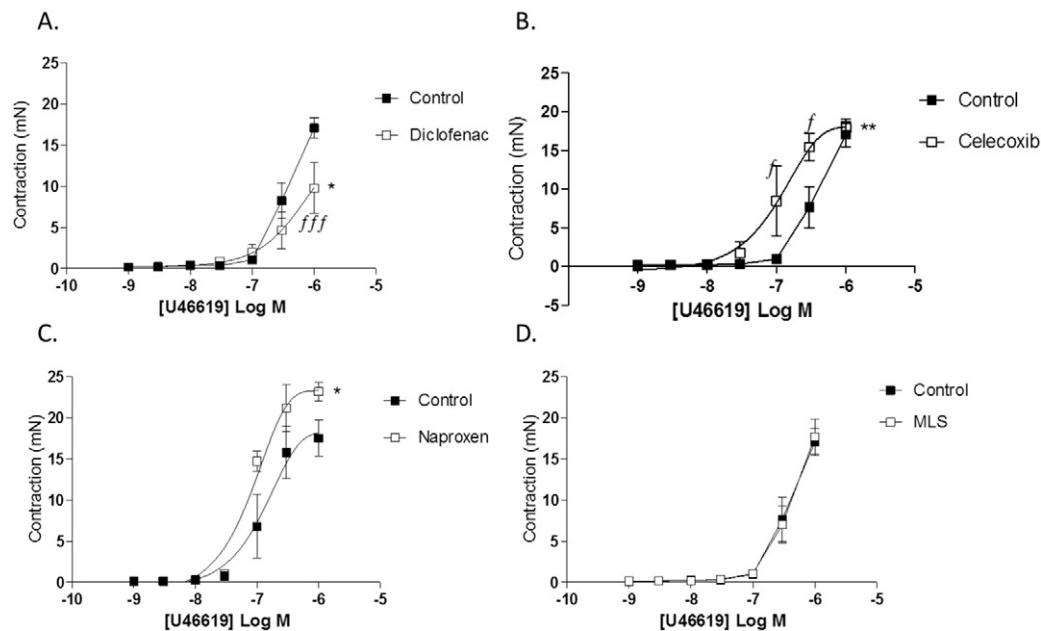 A.
25
20
15
10
5
0
Contraction (mN)
-10 -9 -8 -7 -6 -5
[U46619] Log M
Control
Diclofenac
*
fff
B.
25
20
15
10
5
0
-5
Contraction (mN)
-10 -9 -8 -7 -6 -5
[U46619] Log M
Control
Celecoxib
f
f
**
C.
25
20
15
10
5
0
Contraction (mN)
-10 -9 -8 -7 -6 -5
[U46619] Log M
Control
Naproxen
*
D.
25
20
15
10
5
0
Contraction (mN)
-10 -9 -8 -7 -6 -5
[U46619] Log M
Control
MLS